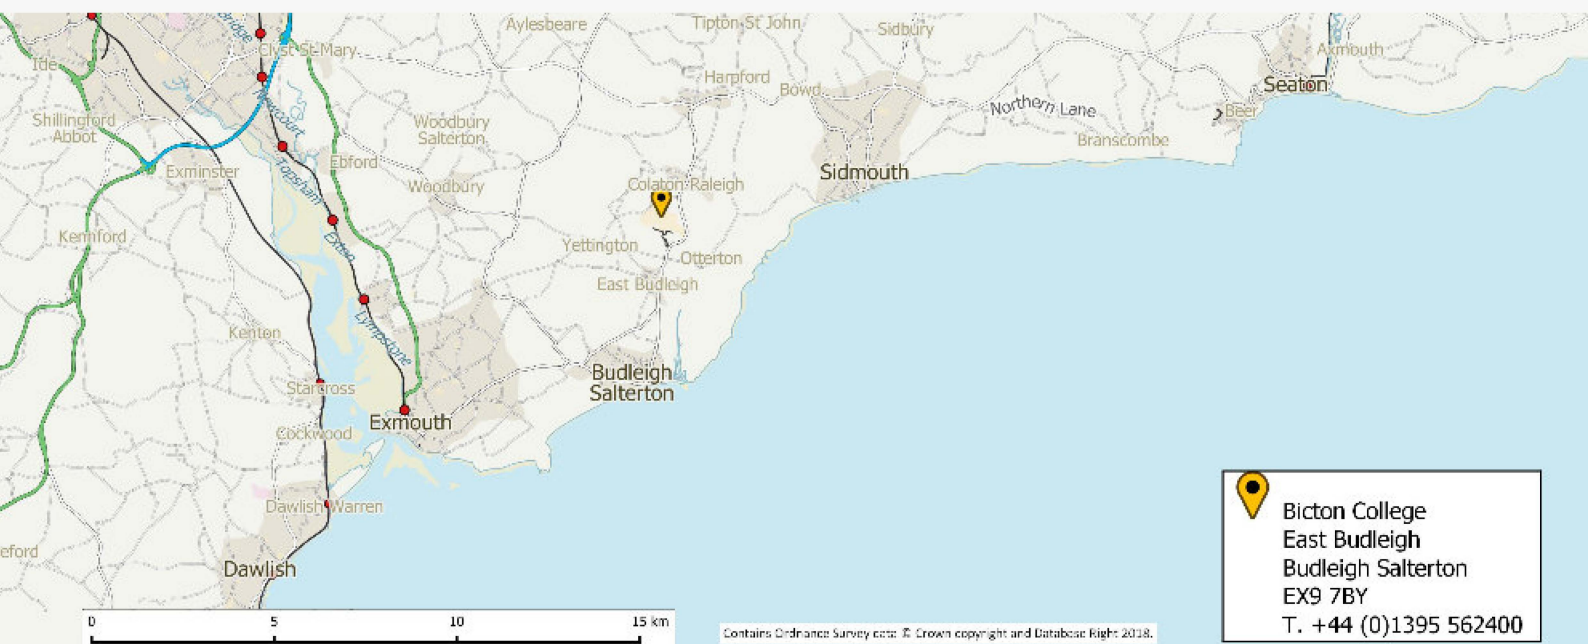 Aylesbeare
Tipton St John
Sidbury
Clyst St Mary
Axmouth
Ide
Harpford
Bowd
Seaton
Northern Lane
Beer
Shillingford
Abbot
Woodbury
Salterton
Branscombe
Ebford
Exminster
Topsham
Sidmouth
Woodbury
Colaton Raleigh
Kennford
Exton
Yettington
Otterton
East Budleigh
Kenton
Lympstone
Budleigh
Salterton
Starcross
Exmouth
Cockwood
Dawlish Warren
eford
Dawlish
Bicton College
East Budleigh
Budleigh Salterton
EX9 7BY
T. +44 (0)1395 562400
0 5 10 15 km
Contains Ordnance Survey data © Crown copyright and Database Right 2018.